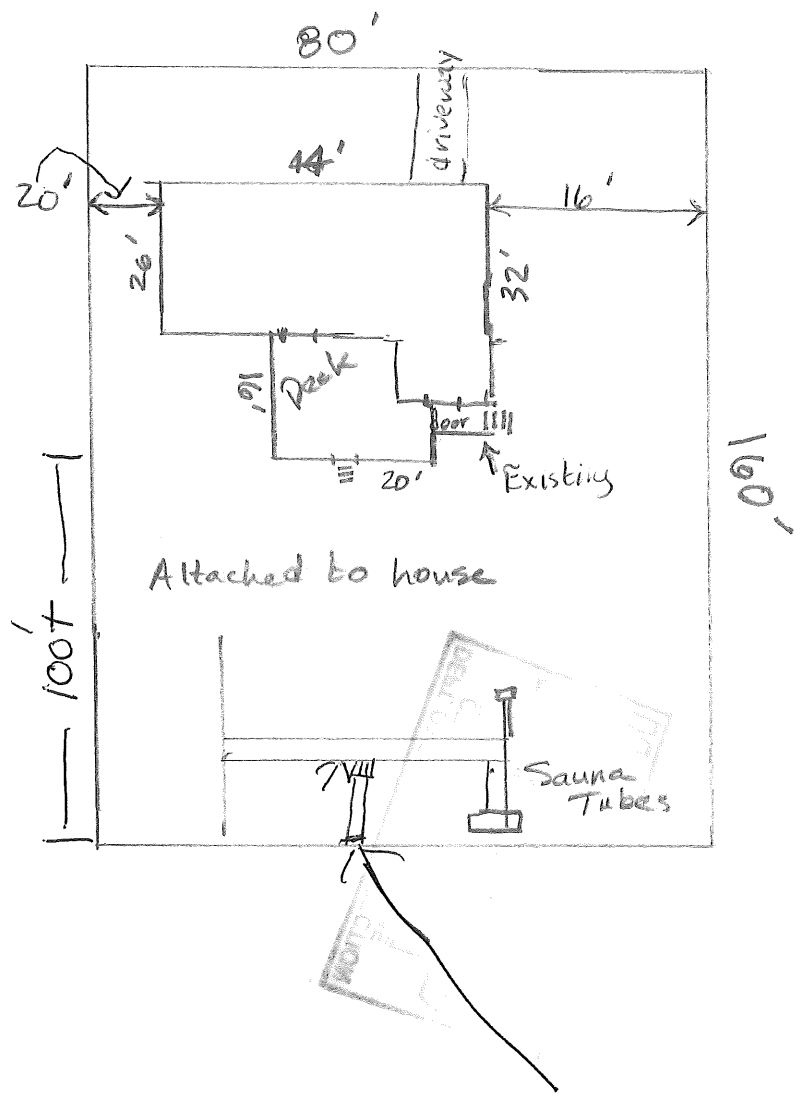 80'
driveway
44'
20'
16'
26'
32'
Deck
16'
Door
20'
Existing
160'
Attached to house
100+'
Sauna
Tubes